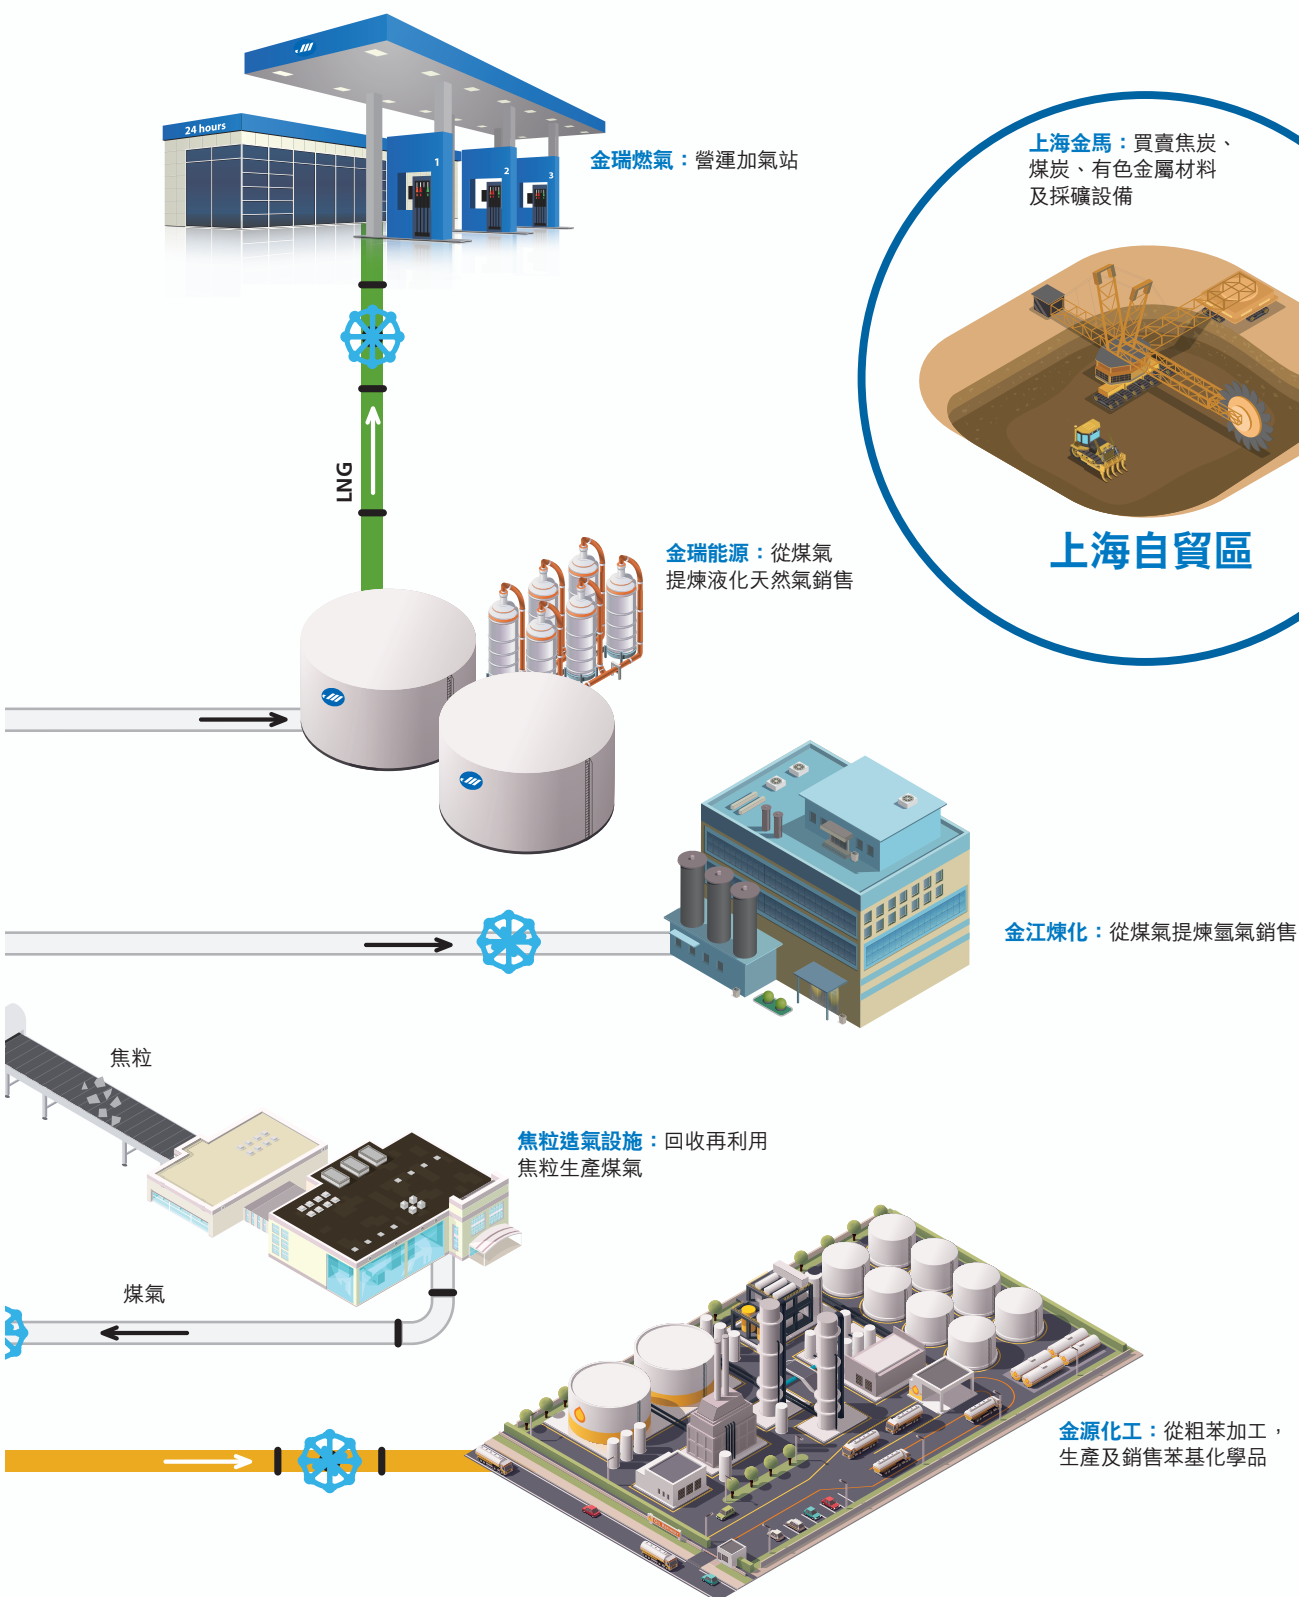 24 hours
1
2
3
金瑞燃氣：營運加氣站
上海金馬：買賣焦炭、
煤炭、有色金屬材料
及採礦設備
上海自貿區
LNG
金瑞能源：從煤氣
提煉液化天然氣銷售
金江煉化：從煤氣提煉氫氣銷售
焦粒
焦粒造氣設施：回收再利用
焦粒生產煤氣
煤氣
金源化工：從粗苯加工，
生產及銷售苯基化學品